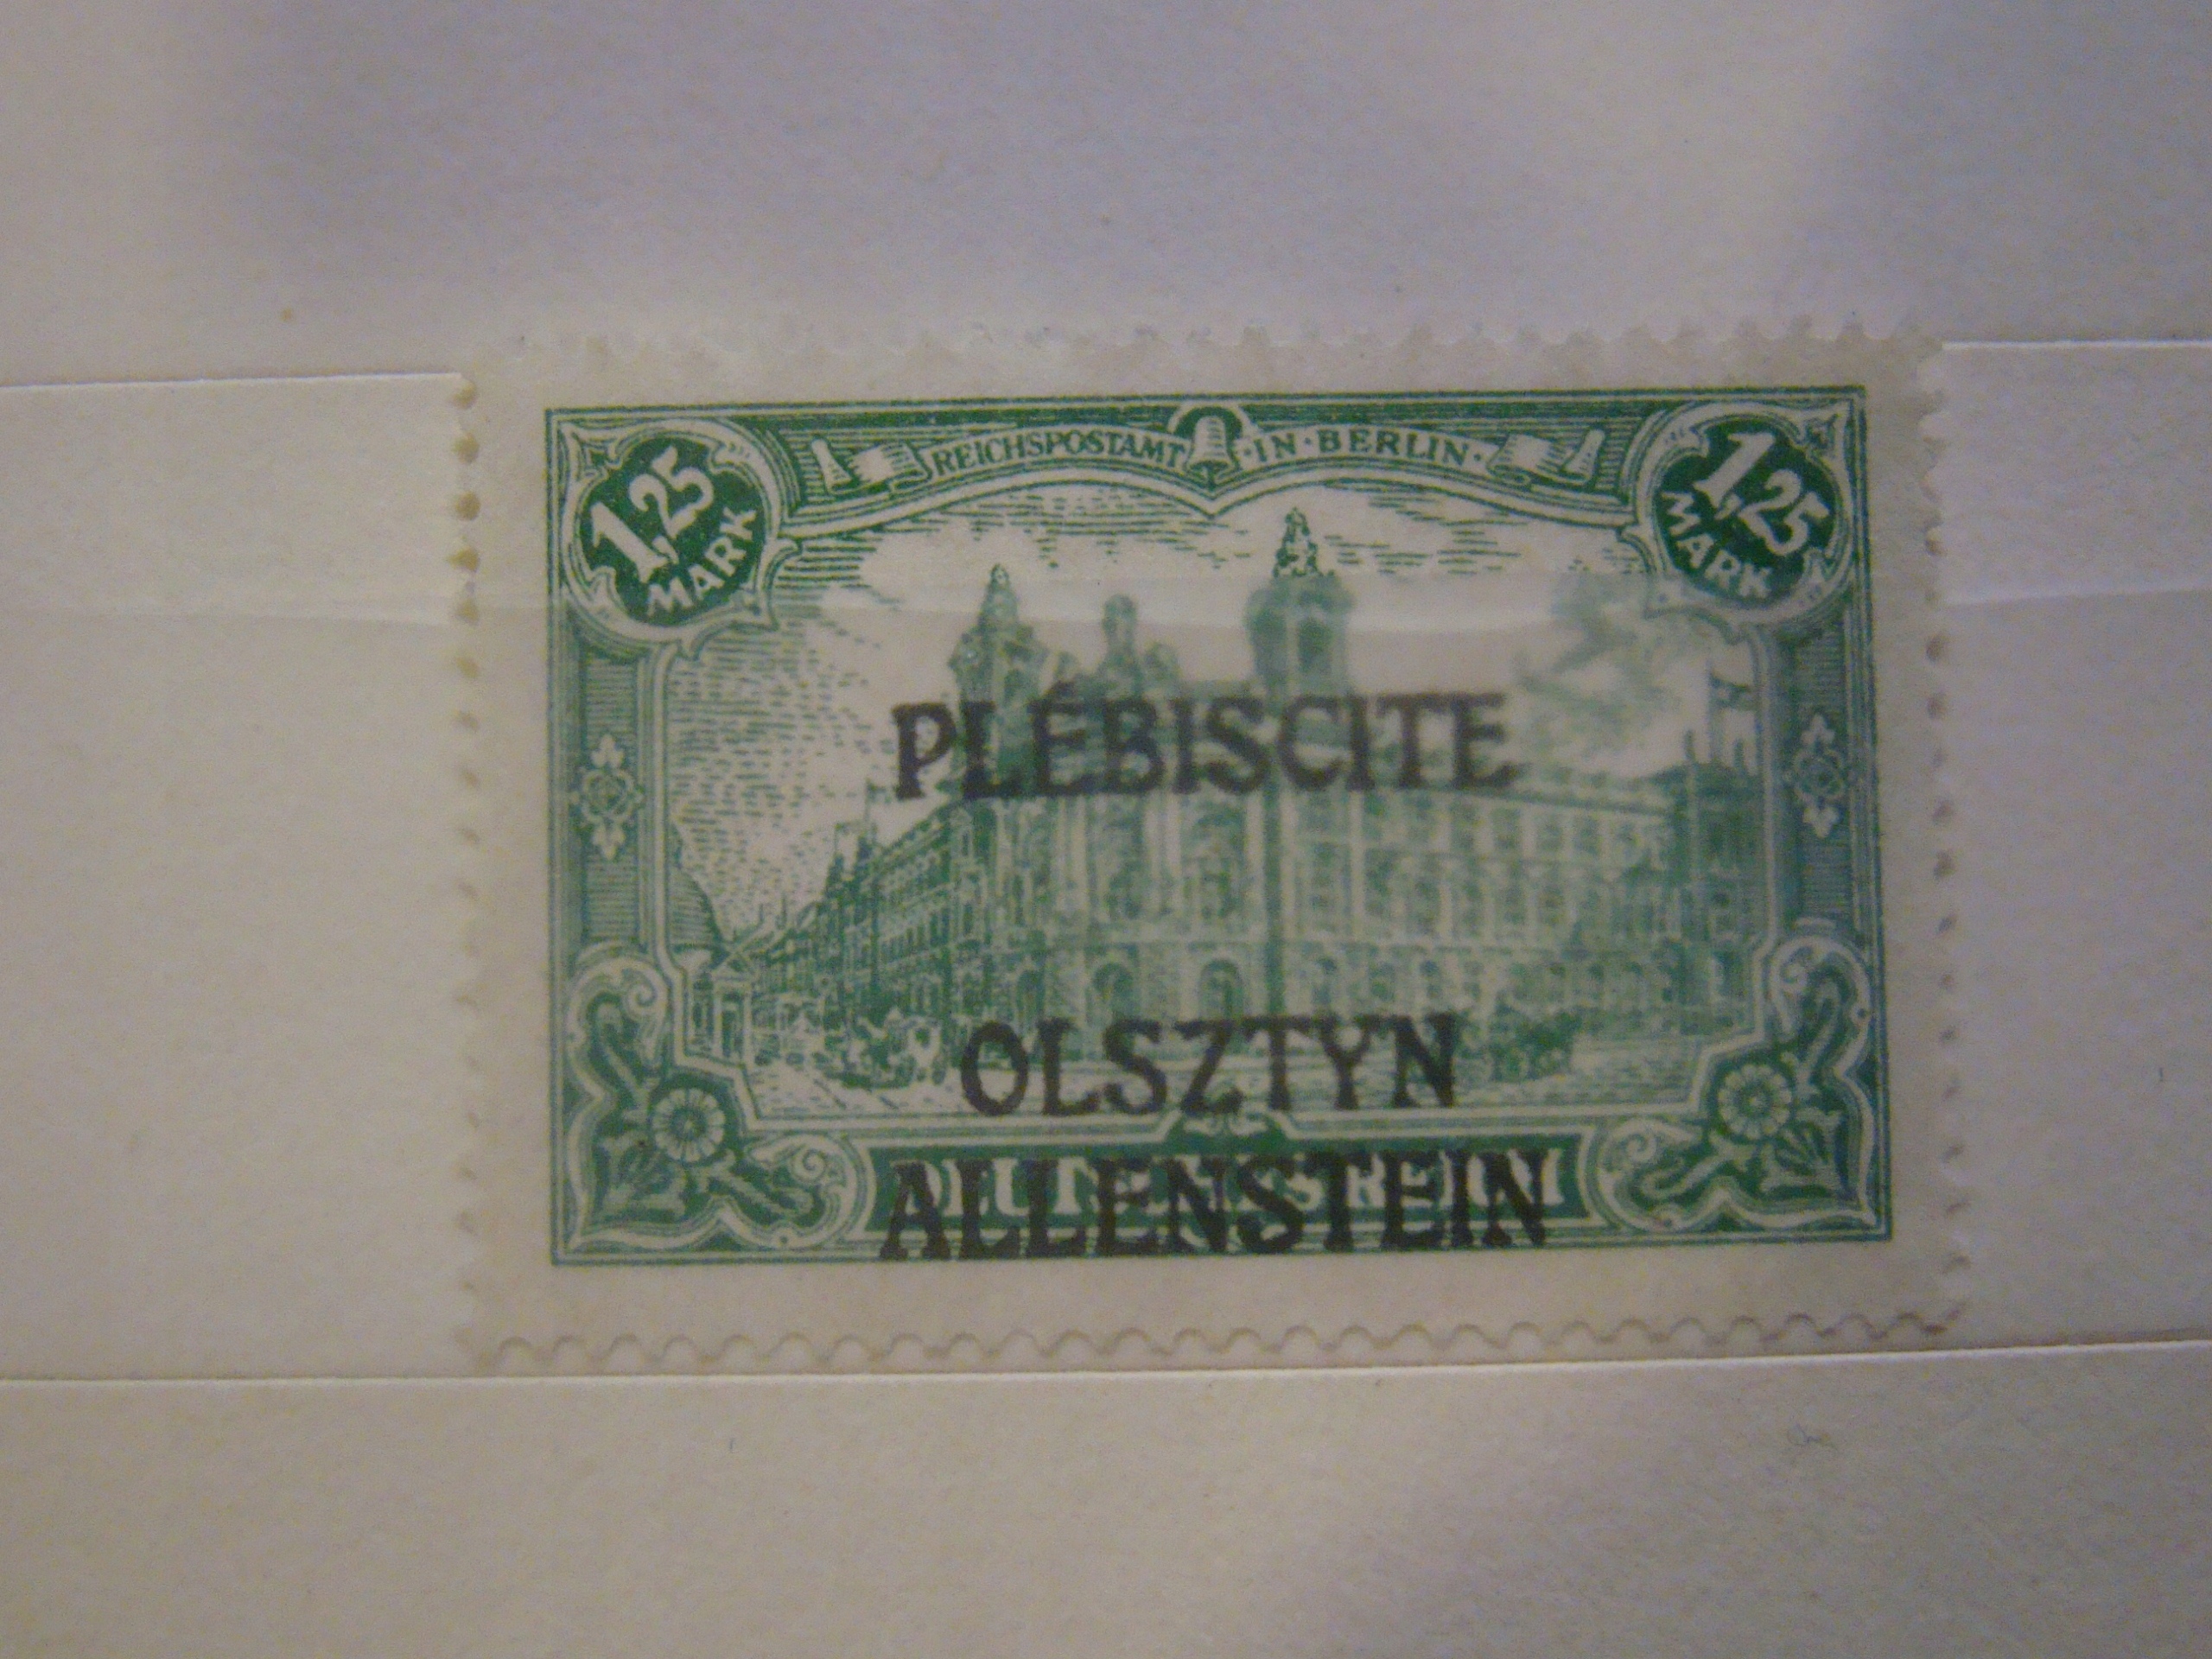 REICHSPOSTAMT · IN · BERLIN ·
1,25 MARK
1,25 MARK
PLÉBISCITE
OLSZTYN
ALLENSTEIN